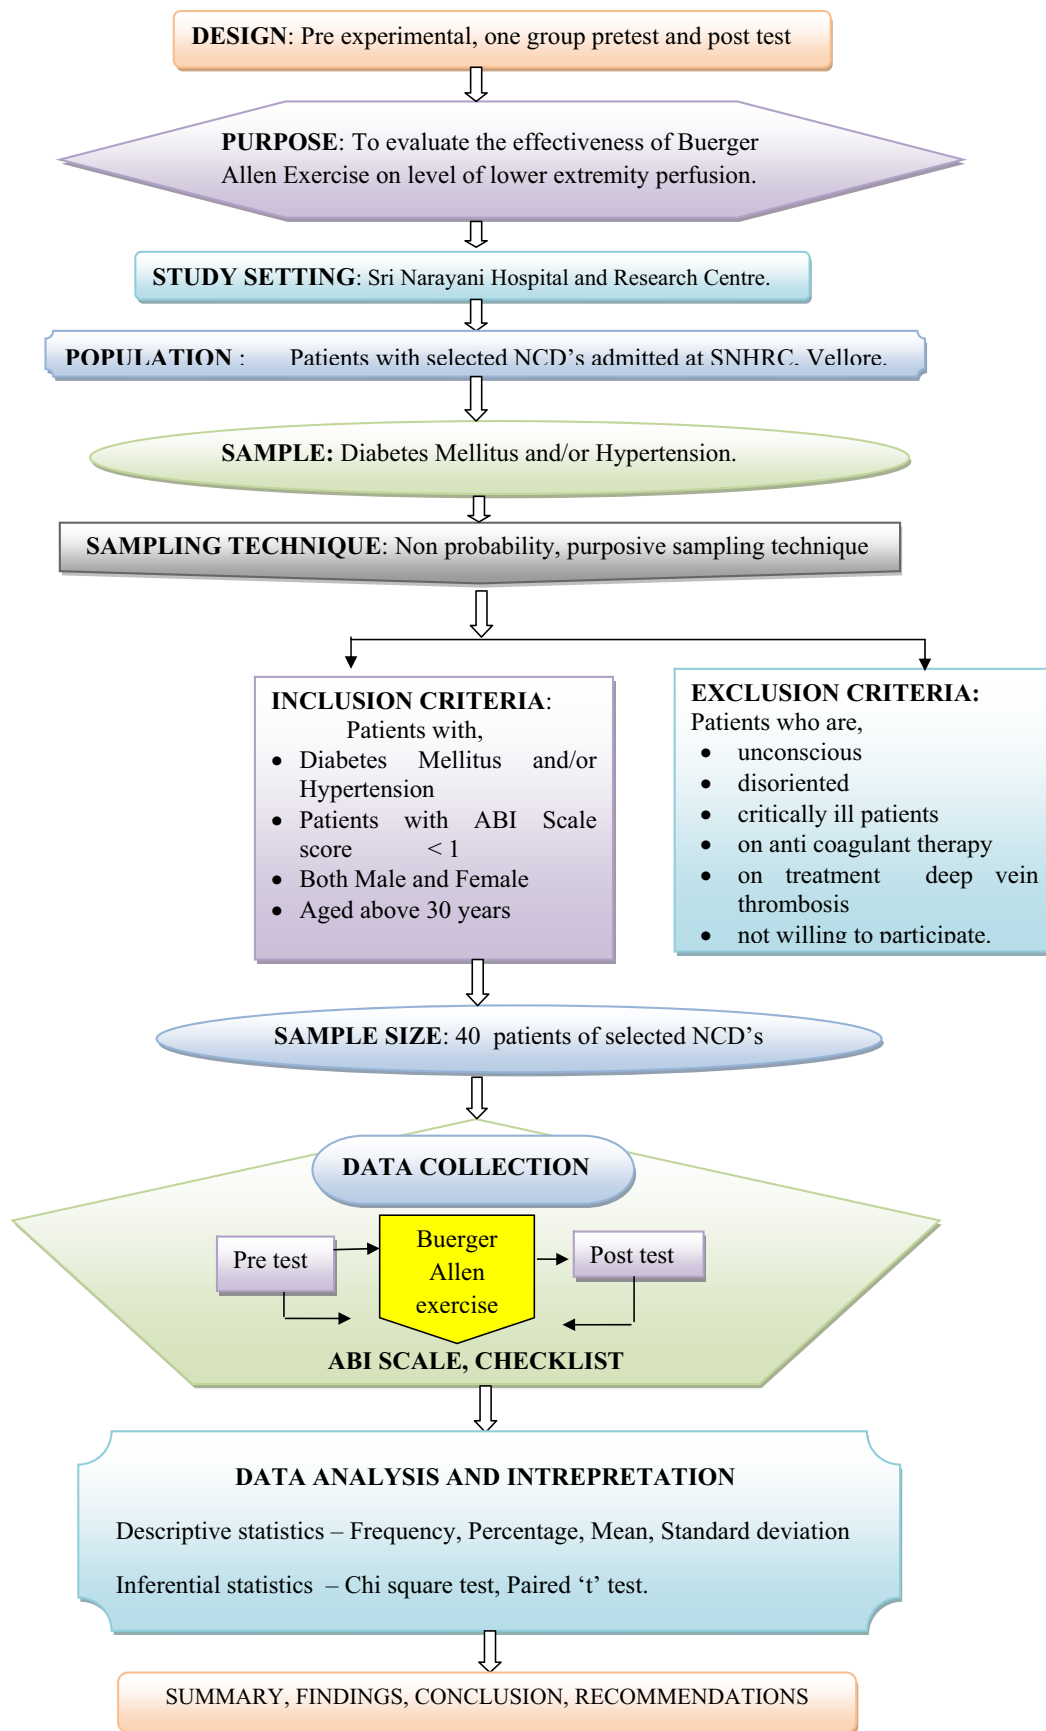 DESIGN: Pre experimental, one group pretest and post test
PURPOSE: To evaluate the effectiveness of Buerger
Allen Exercise on level of lower extremity perfusion.
STUDY SETTING: Sri Narayani Hospital and Research Centre.
POPULATION : Patients with selected NCD's admitted at SNHRC, Vellore.
SAMPLE: Diabetes Mellitus and/or Hypertension.
SAMPLING TECHNIQUE: Non probability, purposive sampling technique
INCLUSION CRITERIA:
Patients with,
• Diabetes Mellitus and/or
Hypertension
• Patients with ABI Scale
score < 1
• Both Male and Female
• Aged above 30 years
EXCLUSION CRITERIA:
Patients who are,
• unconscious
• disoriented
• critically ill patients
• on anti coagulant therapy
• on treatment deep vein
thrombosis
• not willing to participate.
SAMPLE SIZE: 40 patients of selected NCD's
DATA COLLECTION
Pre test
Buerger
Allen
exercise
Post test
ABI SCALE, CHECKLIST
DATA ANALYSIS AND INTREPRETATION
Descriptive statistics – Frequency, Percentage, Mean, Standard deviation
Inferential statistics – Chi square test, Paired ‘t’ test.
SUMMARY, FINDINGS, CONCLUSION, RECOMMENDATIONS